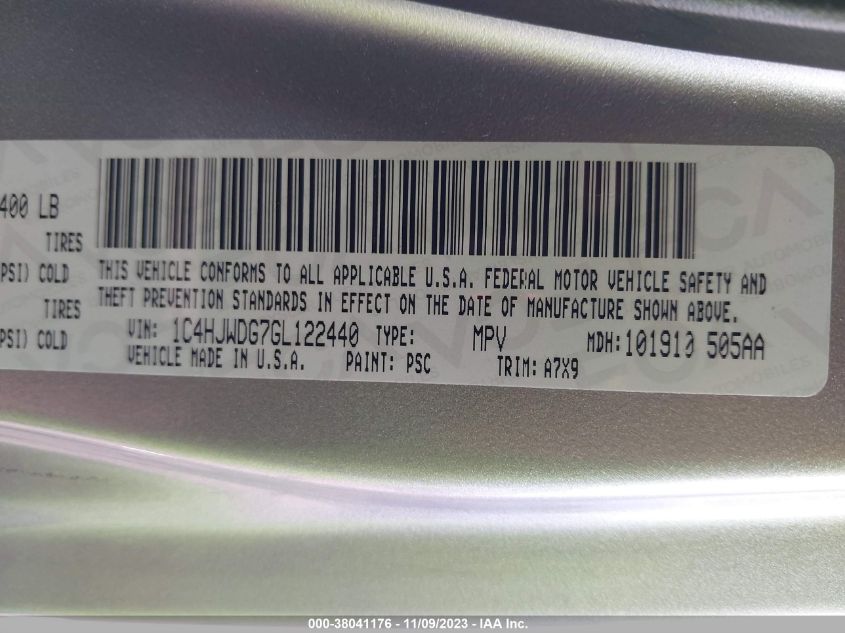 400 LB
TIRES
PSI) COLD
TIRES
PSI) COLD
THIS VEHICLE CONFORMS TO ALL APPLICABLE U.S.A. FEDERAL MOTOR VEHICLE SAFETY AND
THEFT PREVENTION STANDARDS IN EFFECT ON THE DATE OF MANUFACTURE SHOWN ABOVE.
VIN: 1C4HJWDG7GL122440 TYPE: MPV MDH:101910 505AA
VEHICLE MADE IN U.S.A. PAINT: PSC TRIM: A7X9
000-38041176 - 11/09/2023 - IAA Inc.